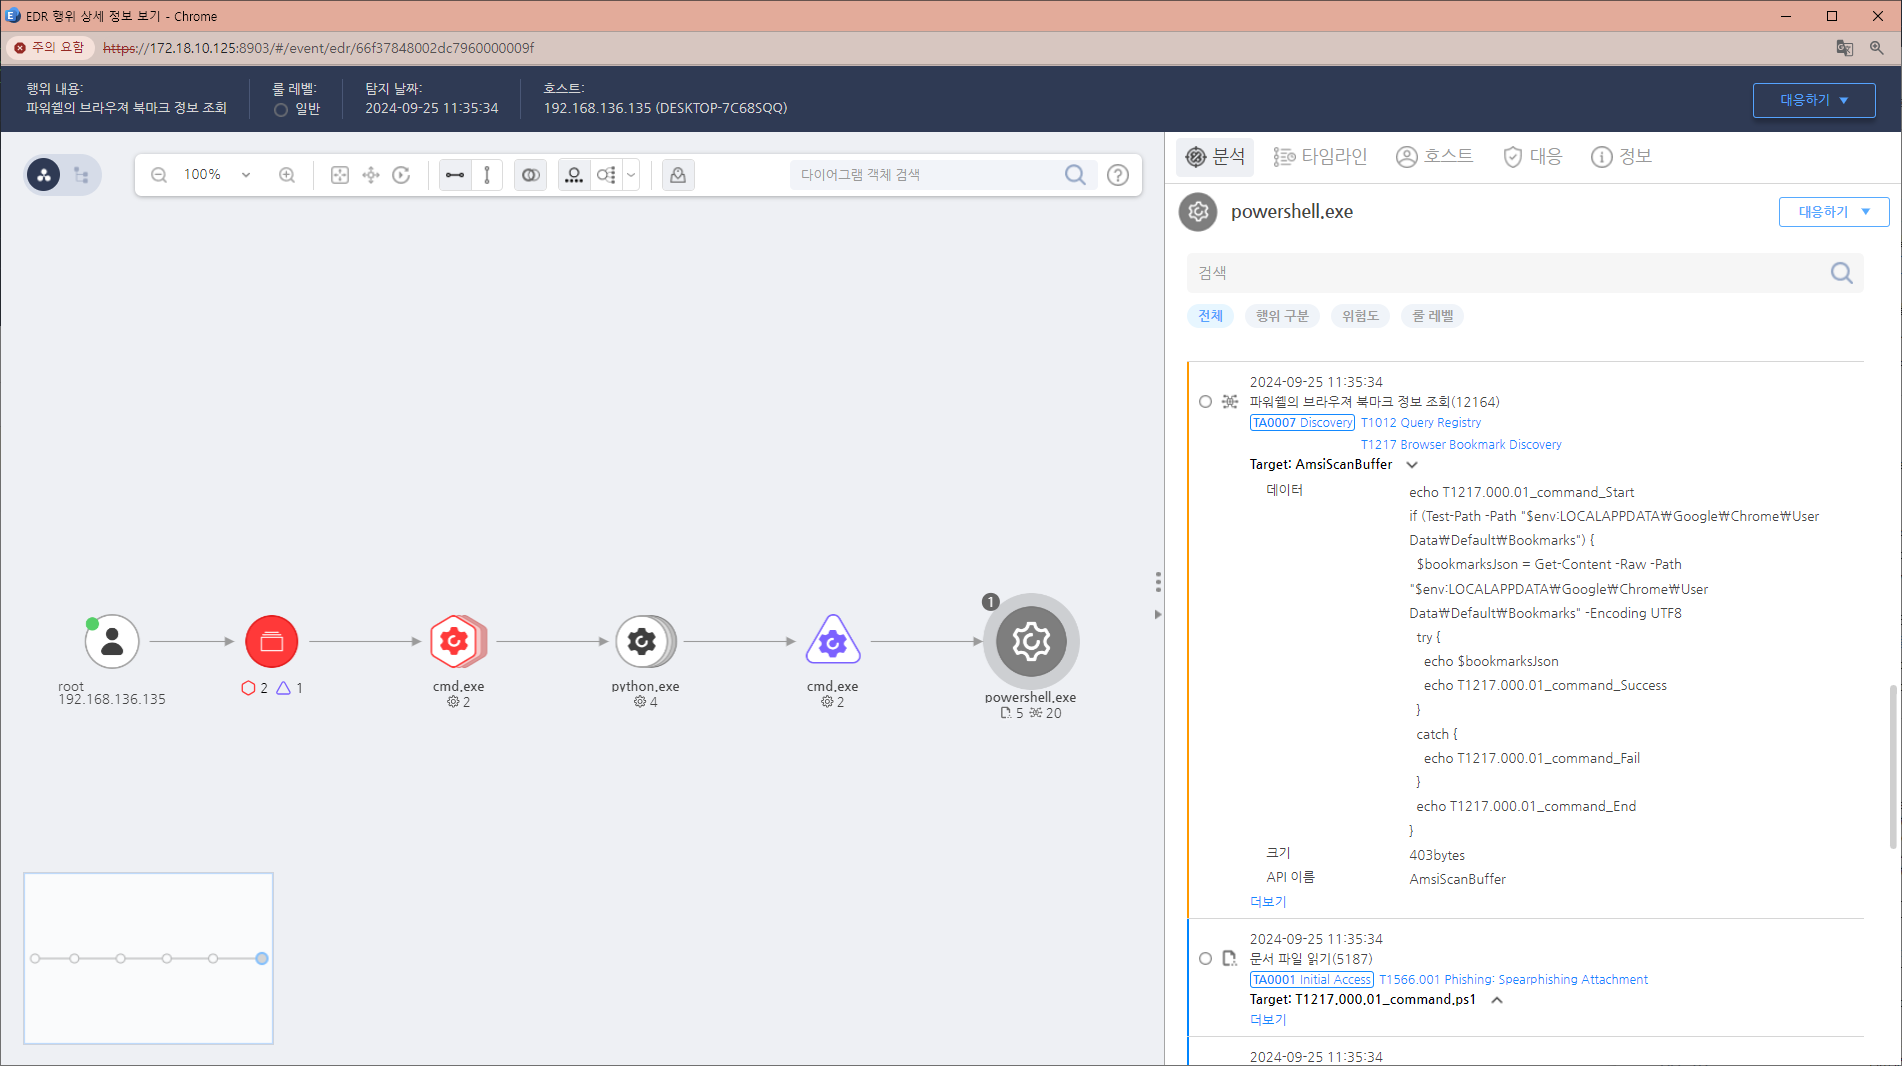 EDR 행위 상세 정보 보기 - Chrome
주의 요함
https://172.18.10.125:8903/#/event/edr/66f37848002dc7960000009f
행위 내용:
파워쉘의 브라우져 북마크 정보 조회
룰 레벨:
일반
탐지 날짜:
2024-09-25 11:35:34
호스트:
192.168.136.135 (DESKTOP-7C68SQQ)
대응하기
100%
다이어그램 객체 검색
root
192.168.136.135
2
1
cmd.exe
2
python.exe
4
cmd.exe
2
1
powershell.exe
5
20
분석
타임라인
호스트
대응
정보
powershell.exe
대응하기
검색
전체
행위 구분
위험도
룰 레벨
2024-09-25 11:35:34
파워쉘의 브라우져 북마크 정보 조회(12164)
TA0007 Discovery T1012 Query Registry
T1217 Browser Bookmark Discovery
Target: AmsiScanBuffer
데이터
echo T1217.000.01_command_Start
if (Test-Path -Path "$env:LOCALAPPDATA₩Google₩Chrome₩User
Data₩Default₩Bookmarks") {
$bookmarksJson = Get-Content -Raw -Path
"$env:LOCALAPPDATA₩Google₩Chrome₩User
Data₩Default₩Bookmarks" -Encoding UTF8
try {
echo $bookmarksJson
echo T1217.000.01_command_Success
}
catch {
echo T1217.000.01_command_Fail
}
echo T1217.000.01_command_End
}
크기
403bytes
API 이름
AmsiScanBuffer
더보기
2024-09-25 11:35:34
문서 파일 읽기(5187)
TA0001 Initial Access T1566.001 Phishing: Spearphishing Attachment
Target: T1217.000.01_command.ps1
더보기
2024-09-25 11:35:34